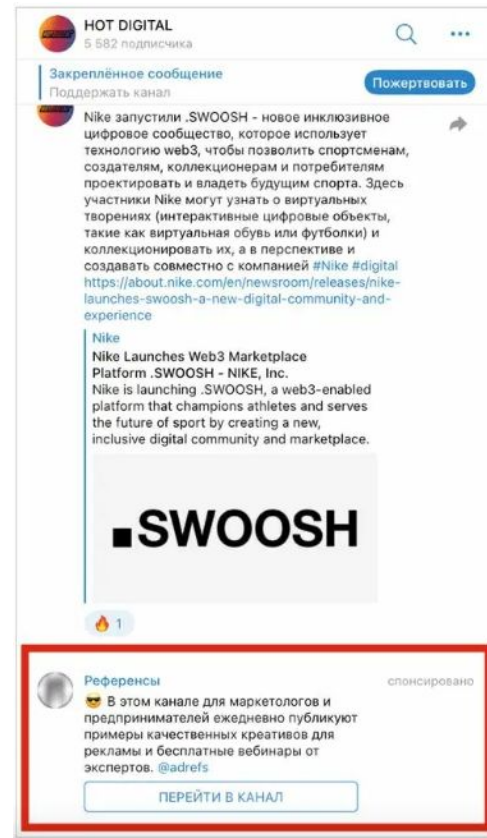 HOT DIGITAL
5 582 подписчика
Закреплённое сообщение
Поддержать канал
Пожертвовать
Nike запустили .SWOOSH - новое инклюзивное
цифровое сообщество, которое использует
технологию web3, чтобы позволить спортсменам,
создателям, коллекционерам и потребителям
проектировать и владеть будущим спорта. Здесь
участники Nike могут узнать о виртуальных
творениях (интерактивные цифровые объекты,
такие как виртуальная обувь или футболки) и
коллекционировать их, а в перспективе и
создавать совместно с компанией #Nike #digital
https://about.nike.com/en/newsroom/releases/nike-
launches-swoosh-a-new-digital-community-and-
experience
Nike
Nike Launches Web3 Marketplace
Platform .SWOOSH - NIKE, Inc.
Nike is launching .SWOOSH, a web3-enabled
platform that champions athletes and serves
the future of sport by creating a new,
inclusive digital community and marketplace.
.SWOOSH
🔥 1
Референсы
спонсировано
😎 В этом канале для маркетологов и
предпринимателей ежедневно публикуют
примеры качественных креативов для
рекламы и бесплатные вебинары от
экспертов. @adrefs
ПЕРЕЙТИ В КАНАЛ